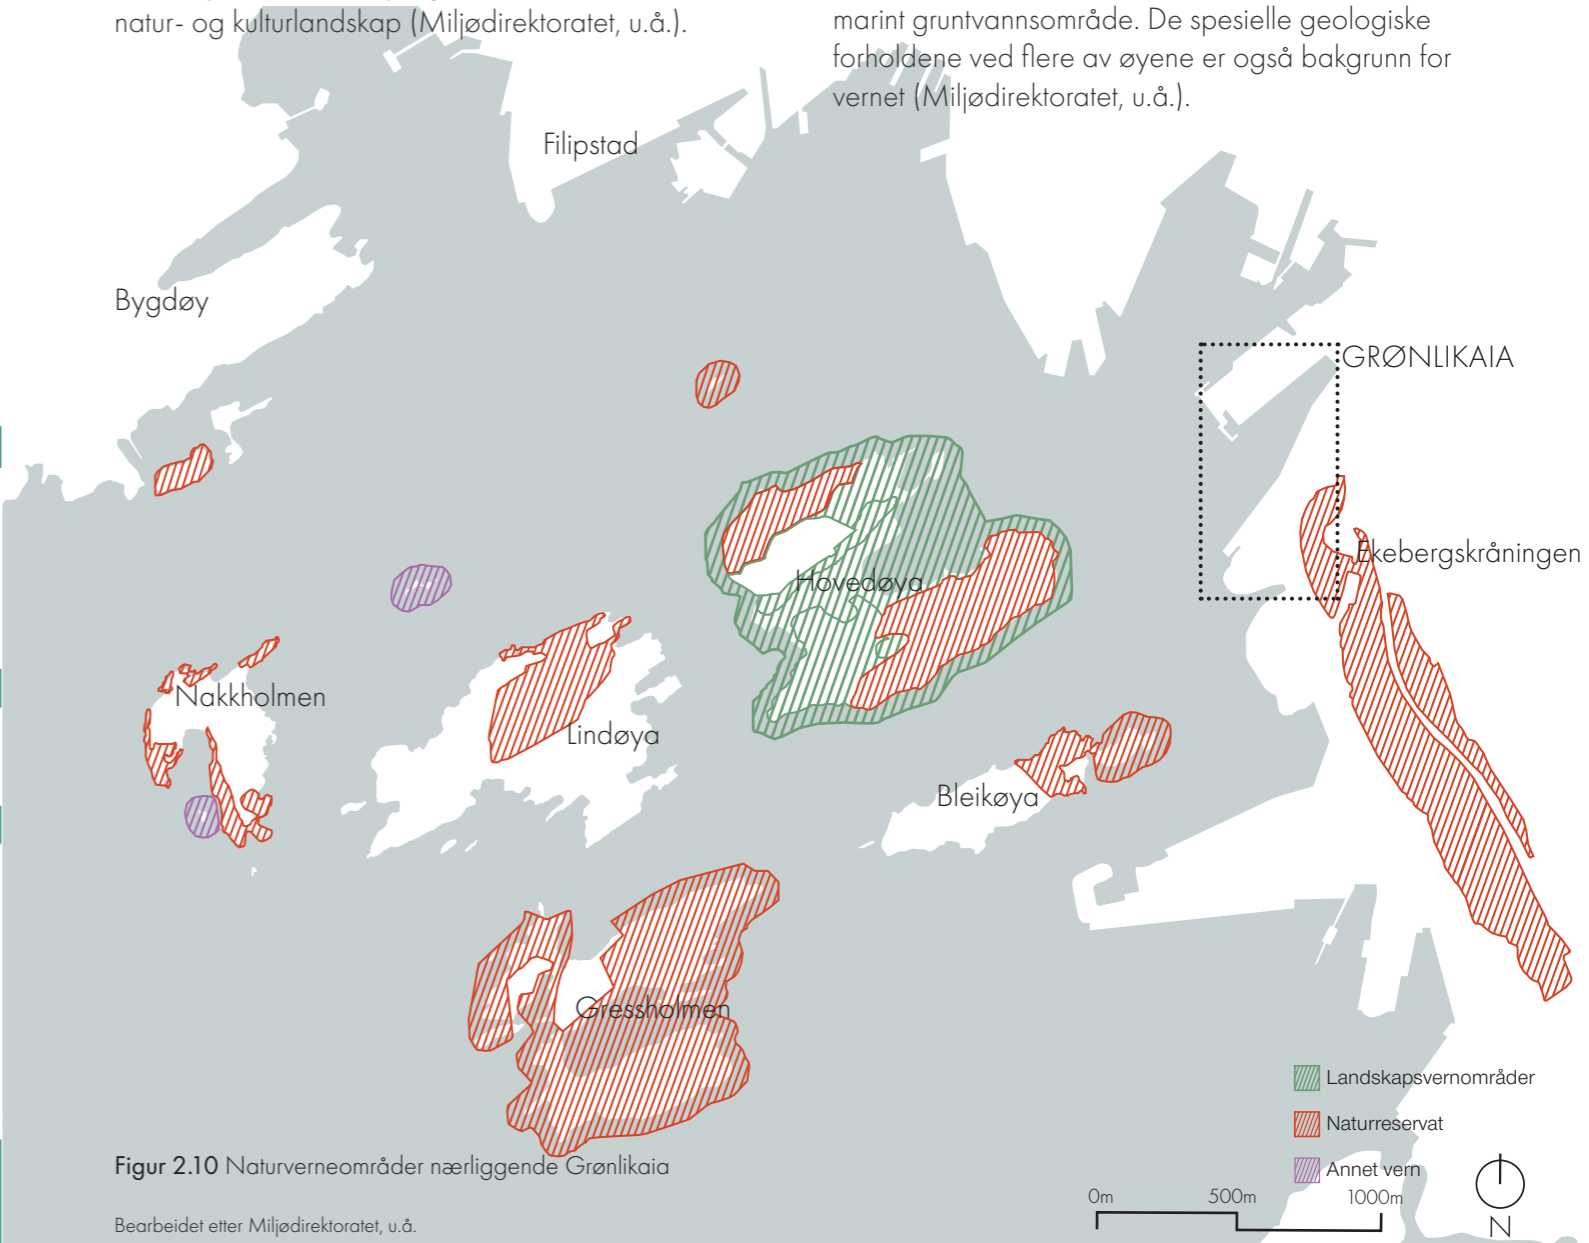 natur- og kulturlandskap (Miljødirektoratet, u.å.).
marint gruntvannsområde. De spesielle geologiske
forholdene ved flere av øyene er også bakgrunn for
vernet (Miljødirektoratet, u.å.).
Filipstad
Bygdøy
GRØNLIKAIA
Ekebergskråningen
Hovedøya
Nakkholmen
Lindøya
Bleikøya
Gressholmen
Landskapsvernområder
Naturreservat
Annet vern
0m 500m 1000m
N
Figur 2.10 Naturverneområder nærliggende Grønlikaia
Bearbeidet etter Miljødirektoratet, u.å.